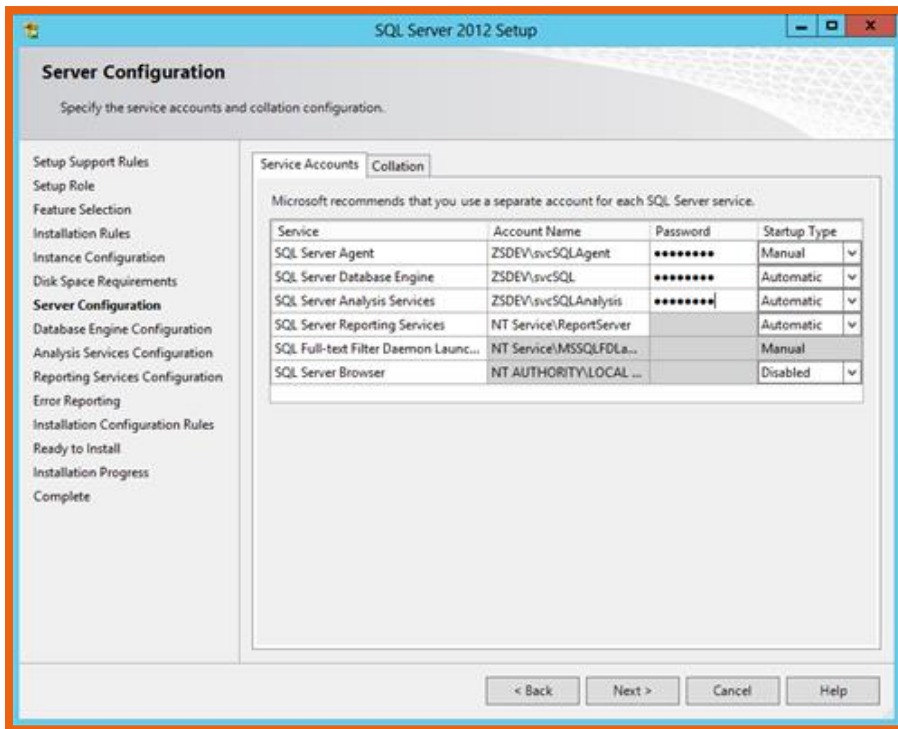 SQL Server 2012 Setup
Server Configuration
Specify the service accounts and collation configuration.
Setup Support Rules
Setup Role
Feature Selection
Installation Rules
Instance Configuration
Disk Space Requirements
Server Configuration
Database Engine Configuration
Analysis Services Configuration
Reporting Services Configuration
Error Reporting
Installation Configuration Rules
Ready to Install
Installation Progress
Complete
Service Accounts Collation
Microsoft recommends that you use a separate account for each SQL Server service.
Service Account Name Password Startup Type
SQL Server Agent ZSDEV\svcSQLAgent ●●●●●●●● Manual
SQL Server Database Engine ZSDEV\svcSQL ●●●●●●●● Automatic
SQL Server Analysis Services ZSDEV\svcSQLAnalysis ●●●●●●●● Automatic
SQL Server Reporting Services NT Service\ReportServer Automatic
SQL Full-text Filter Daemon Launc... NT Service\MSSQLFDLa... Manual
SQL Server Browser NT AUTHORITY\LOCAL ... Disabled
< Back Next > Cancel Help